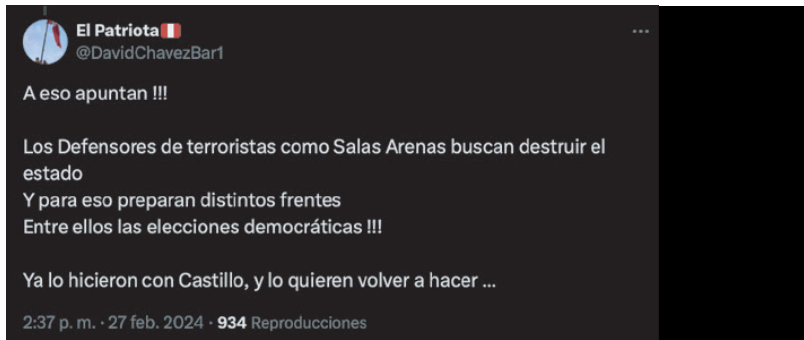 El Patriota🇵🇪
@DavidChavezBar1
A eso apuntan !!!
Los Defensores de terroristas como Salas Arenas buscan destruir el
estado
Y para eso preparan distintos frentes
Entre ellos las elecciones democráticas !!!
Ya lo hicieron con Castillo, y lo quieren volver a hacer ...
2:37 p. m. · 27 feb. 2024 · 934 Reproducciones